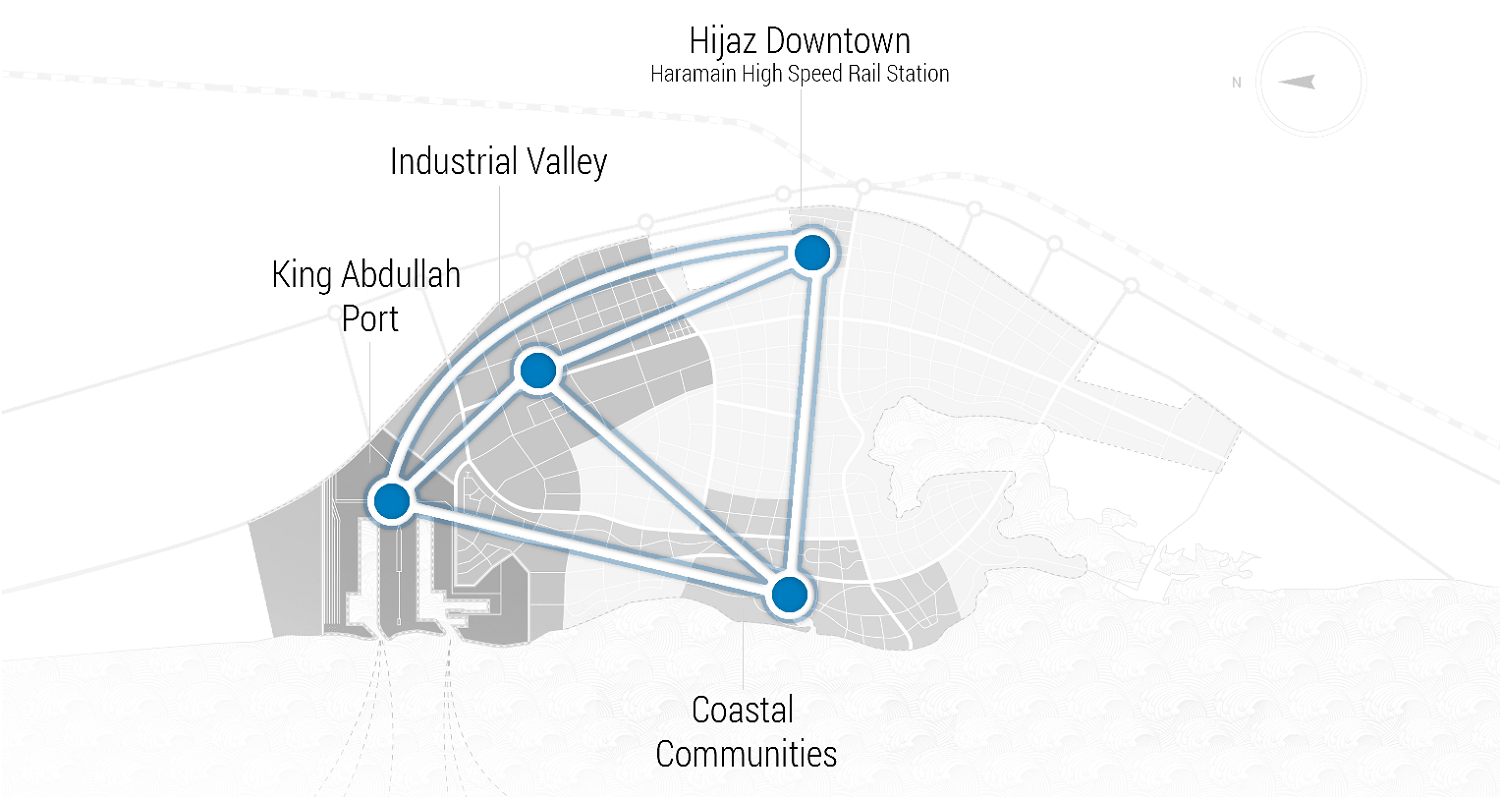 Hijaz Downtown
Haramain High Speed Rail Station
N
Industrial Valley
King Abdullah
Port
Coastal
Communities